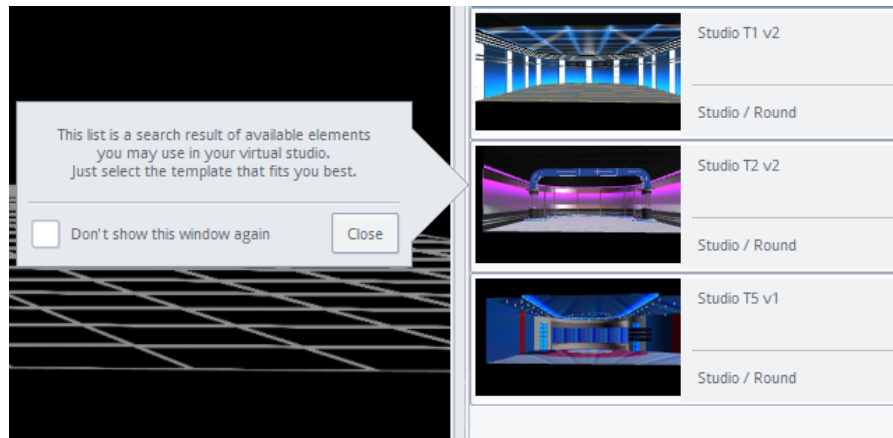 This list is a search result of available elements
you may use in your virtual studio.
Just select the template that fits you best.
Don't show this window again
Close
Studio T1 v2
Studio / Round
Studio T2 v2
Studio / Round
Studio T5 v1
Studio / Round